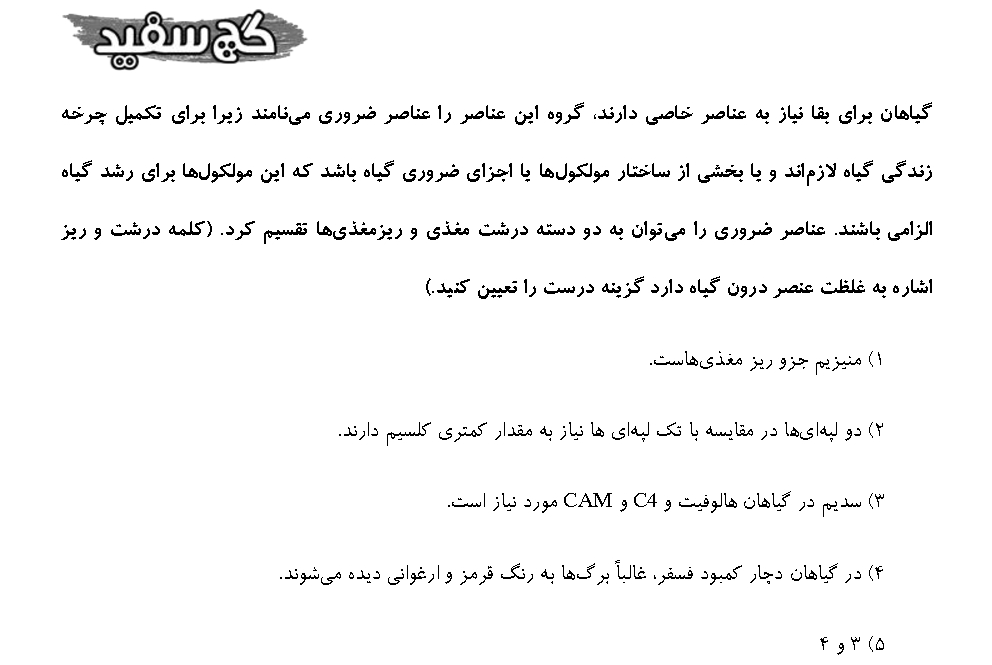 گچ سفید
گیاهان برای بقا نیاز به عناصر خاصی دارند، گروه این عناصر را عناصر ضروری می‌نامند زیرا برای تکمیل چرخه
زندگی گیاه لازم‌اند و یا بخشی از ساختار مولکول‌ها یا اجزای ضروری گیاه باشد که این مولکول‌ها برای رشد گیاه
الزامی باشند. عناصر ضروری را می‌توان به دو دسته درشت مغذی و ریزمغذی‌ها تقسیم کرد. (کلمه درشت و ریز
اشاره به غلظت عنصر درون گیاه دارد گزینه درست را تعیین کنید.)
۱) منیزیم جزو ریز مغذی‌هاست.
۲) دو لپه‌ای‌ها در مقایسه با تک لپه‌ای ها نیاز به مقدار کمتری کلسیم دارند.
۳) سدیم در گیاهان هالوفیت و C4 و CAM مورد نیاز است.
۴) در گیاهان دچار کمبود فسفر، غالباً برگ‌ها به رنگ قرمز و ارغوانی دیده می‌شوند.
۵) ۳ و ۴